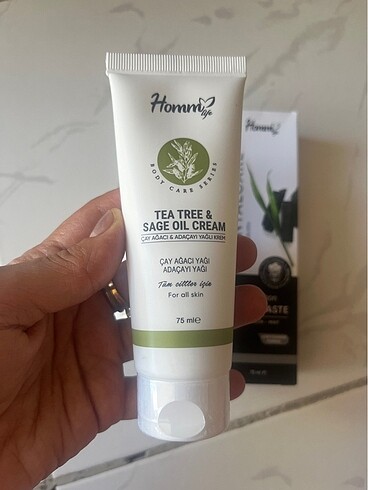 Homm
life
BODY CARE SERIES
TEA TREE &
SAGE OIL CREAM
ÇAY AĞACI & ADAÇAYI YAĞLI KREM
ÇAY AĞACI YAĞI
ADAÇAYI YAĞI
Tüm ciltler için
For all skin
75 ml℮
Homm